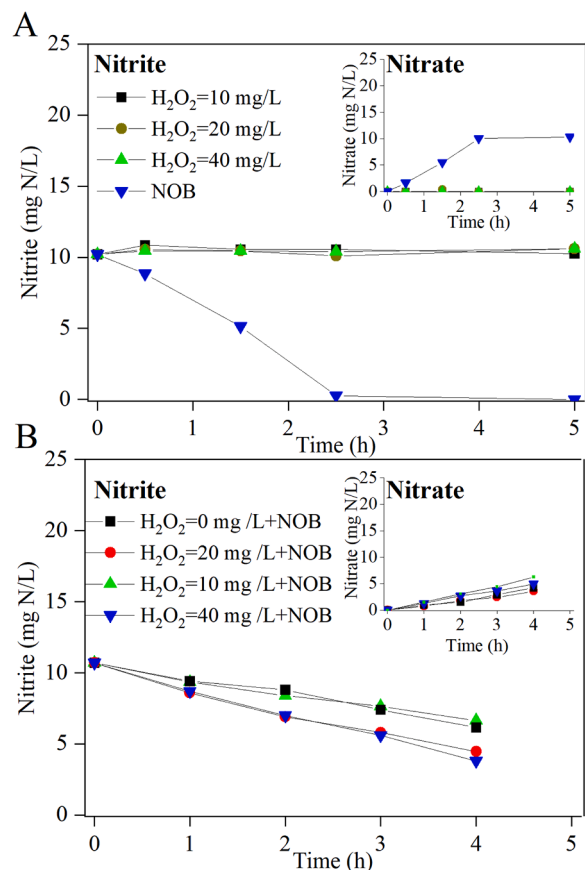 A
Nitrite
H₂O₂=10 mg/L
H₂O₂=20 mg/L
H₂O₂=40 mg/L
NOB
Nitrite (mg N/L)
25
20
15
10
5
0
0 1 2 3 4 5
Time (h)
Nitrate
Nitrate (mg N/L)
25
20
15
10
5
0
0 1 2 3 4 5
Time (h)
B
Nitrite
H₂O₂=0 mg /L+NOB
H₂O₂=20 mg /L+NOB
H₂O₂=10 mg /L+NOB
H₂O₂=40 mg /L+NOB
Nitrite (mg N/L)
25
20
15
10
5
0
0 1 2 3 4 5
Time (h)
Nitrate
Nitrate (mg N/L)
25
20
15
10
5
0
0 1 2 3 4 5
Time (h)